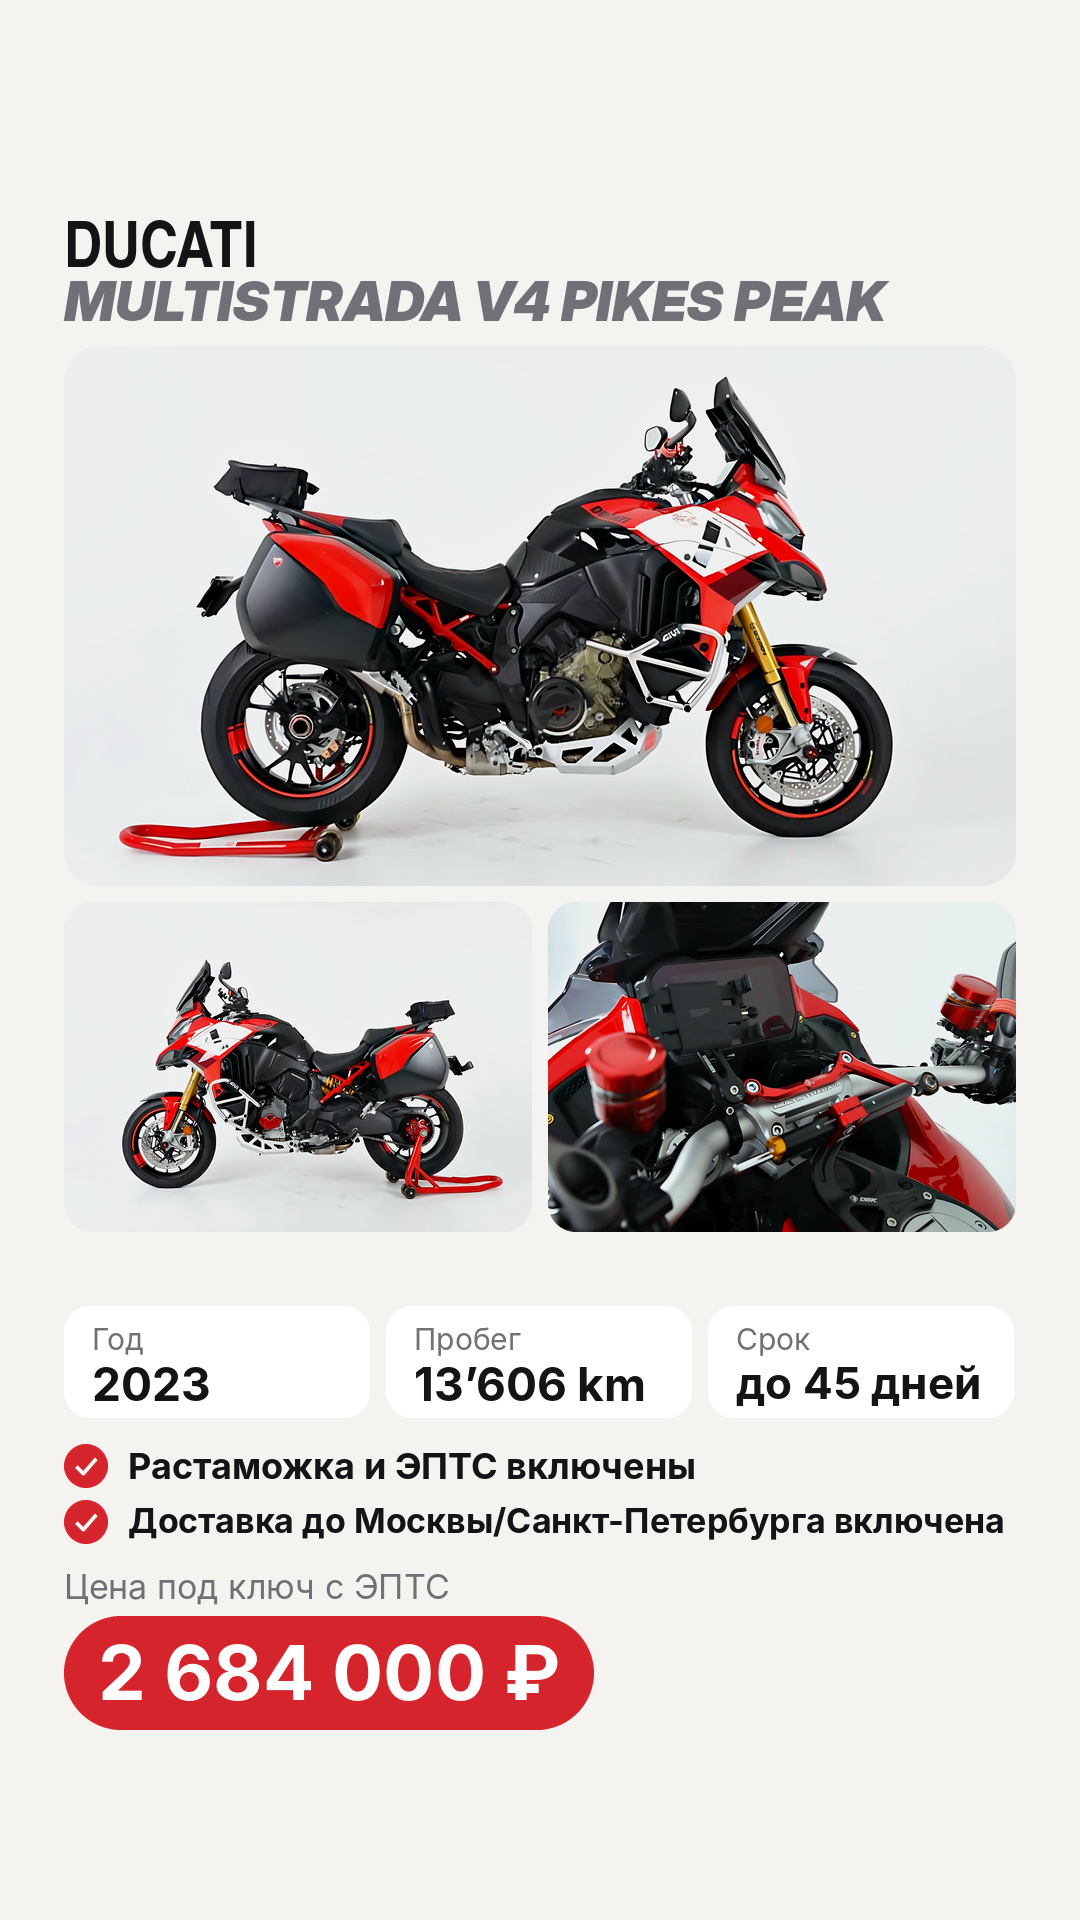 DUCATI
MULTISTRADA V4 PIKES PEAK
GIVI
Год
2023
Пробег
13’606 km
Срок
до 45 дней
Растаможка и ЭПТС включены
Доставка до Москвы/Санкт-Петербурга включена
Цена под ключ с ЭПТС
2 684 000 ₽